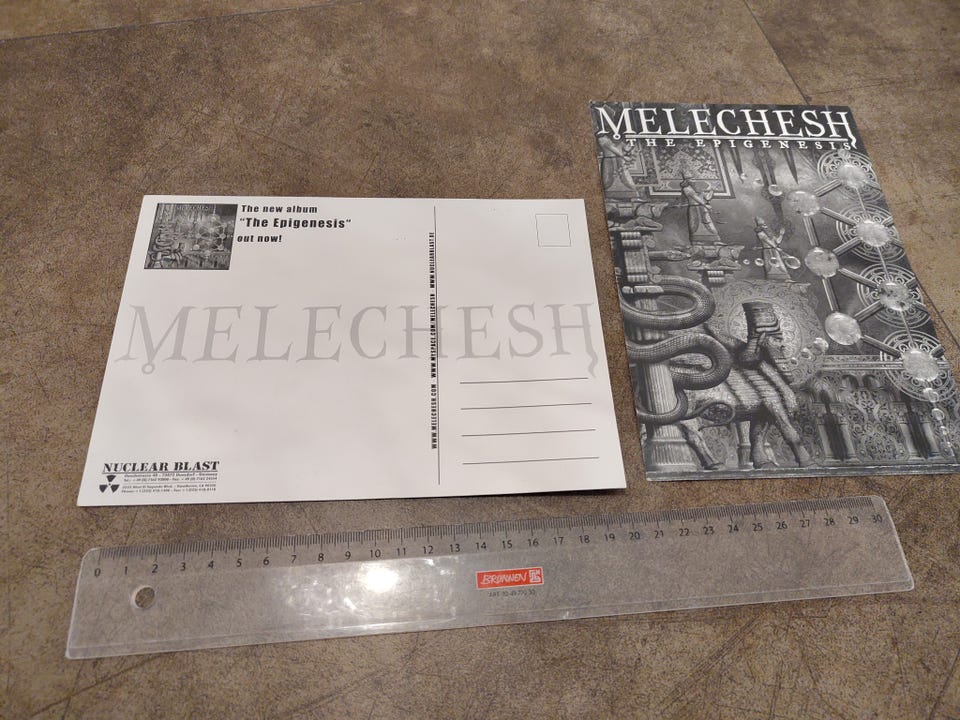 MELECHESH
THE EPIGENESIS
MELECHESH
The new album
"The Epigenesis"
out now!
MELECHESH
WWW.MELECHESH.COM WWW.MYSPACE.COM/MELECHESH WWW.NUCLEARBLAST.DE
NUCLEAR BLAST
0 1 2 3 4 5 6 7 8 9 10 11 12 13 14 15 16 17 18 19 20 21 22 23 24 25 26 27 28 29 30
BRUNNEN